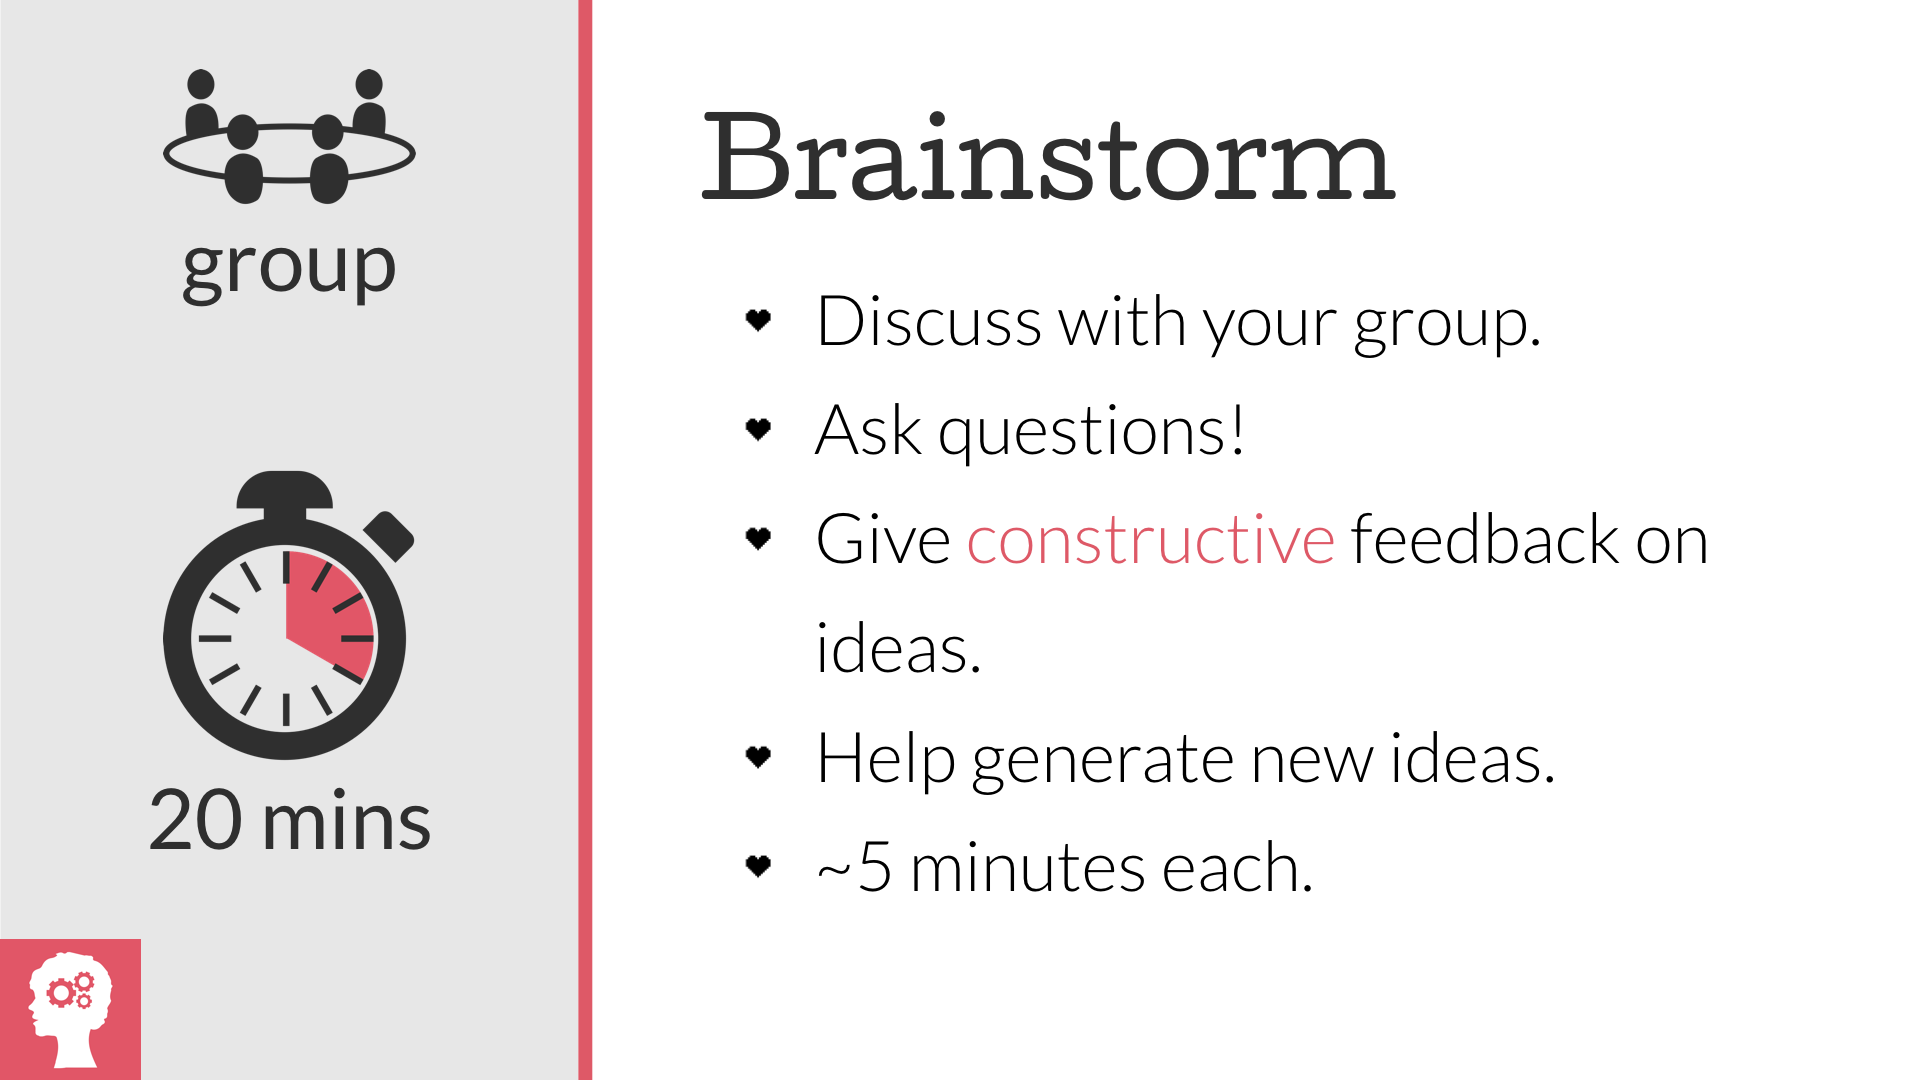 group
20 mins
Brainstorm
Discuss with your group.
Ask questions!
Give constructive feedback on
ideas.
Help generate new ideas.
~5 minutes each.